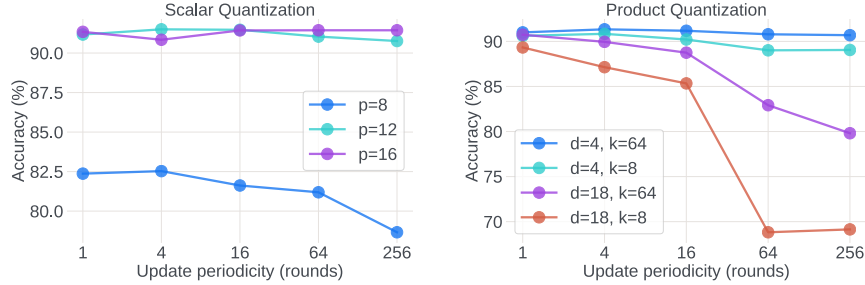 Scalar Quantization
Accuracy (%)
90.0
87.5
85.0
82.5
80.0
p=8
p=12
p=16
1 4 16 64 256
Update periodicity (rounds)
Product Quantization
Accuracy (%)
90
85
80
75
70
d=4, k=64
d=4, k=8
d=18, k=64
d=18, k=8
1 4 16 64 256
Update periodicity (rounds)